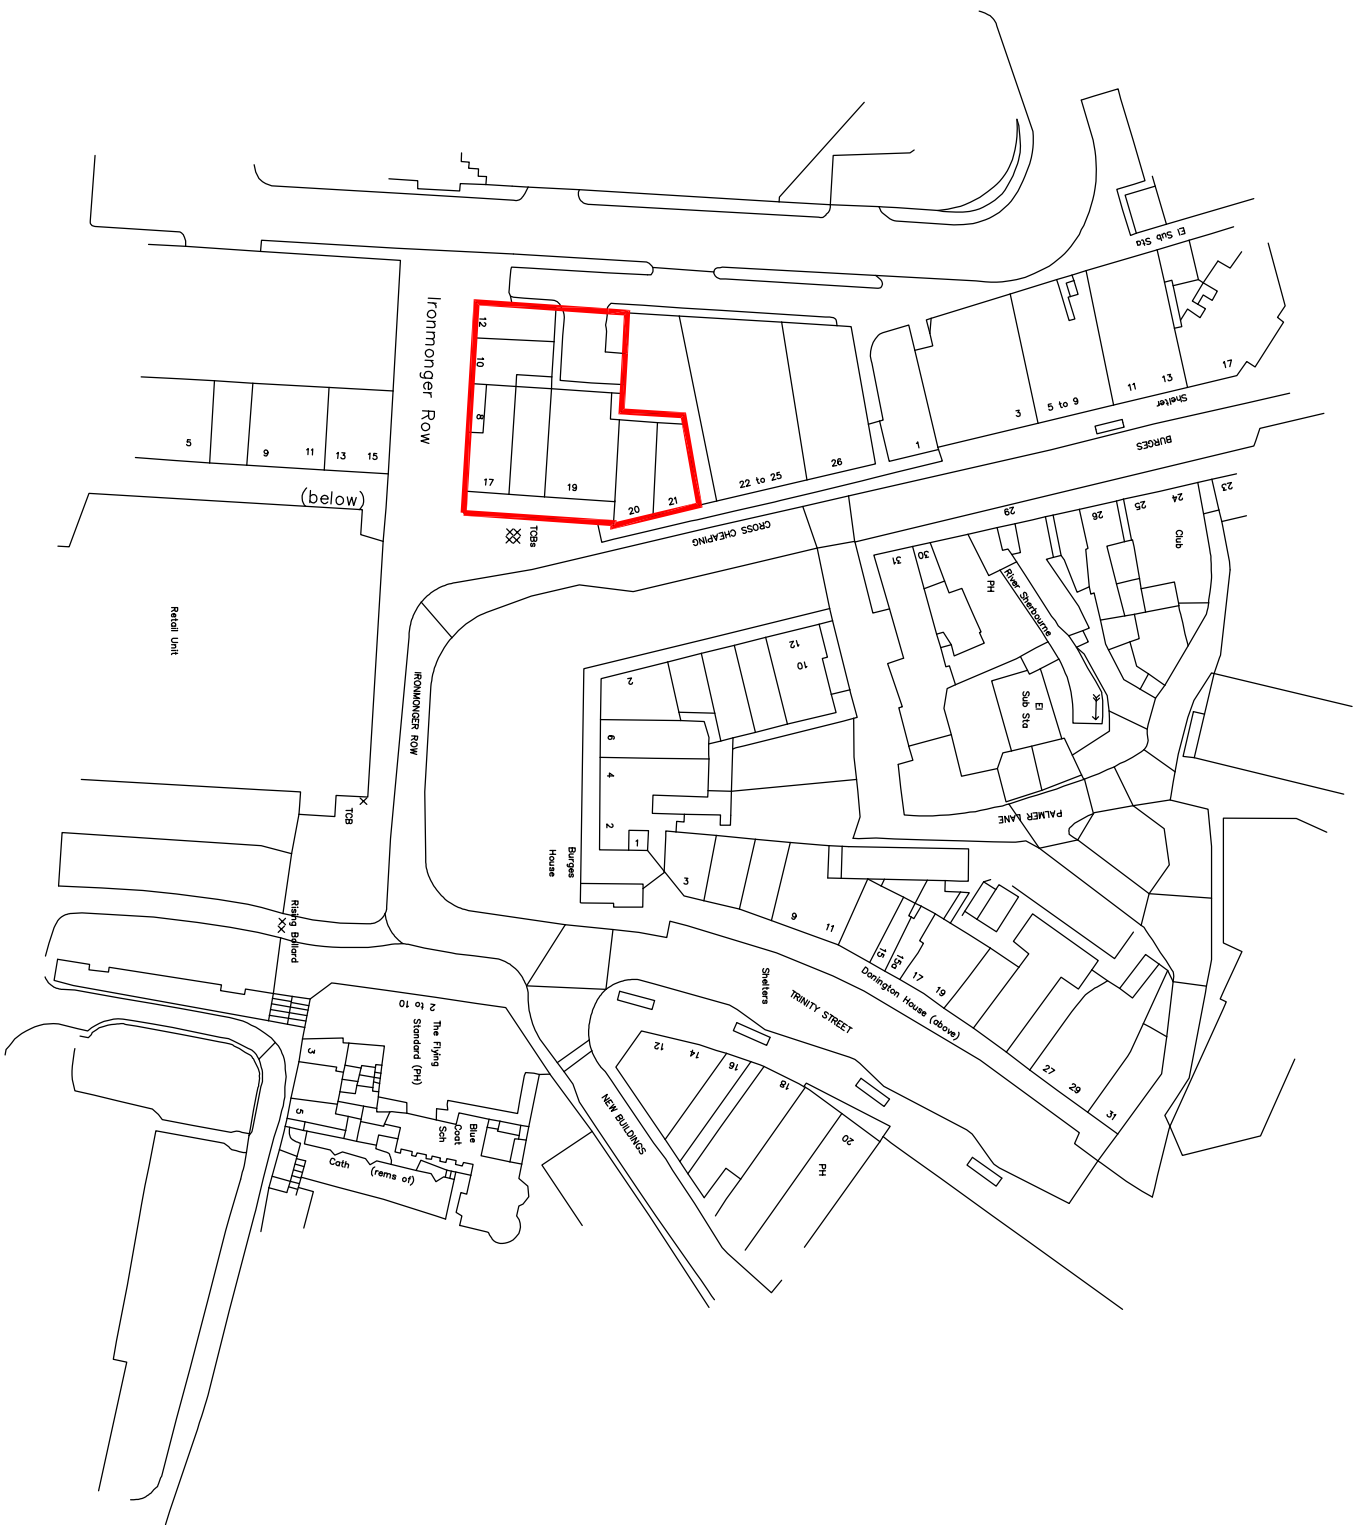 El Sub Sta
17
13
11
5 to 9
3
1
Shelter
BURGES
Ironmonger Row
12
10
8
17
19
20
21
22 to 25
26
CROSS CHEAPING
TCBs
5
9
11
13
15
(below)
Retail Unit
23
24
25
26
29
30
31
Club
PH
River Sherbourne
El
Sub Sta
PALMER LANE
12
10
2
6
4
2
1
3
9
11
15
15a
17
19
27
29
31
Burges
House
IRONMONGER ROW
TCB
Rising Bollard
Donington House (above)
Shelters
TRINITY STREET
2 to 10
The Flying
Standard (PH)
3
5
Blue
Coat
Sch
Cath
(rems of)
NEW BUILDINGS
12
14
16
18
20
PH